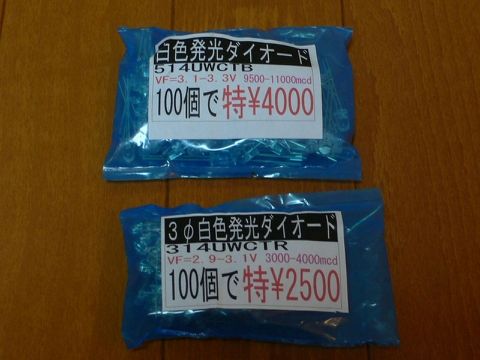 白色発光ダイオード
514UWCTB
VF=3.1-3.3V 9500-11000mcd
100個で特¥4000
3φ白色発光ダイオード
314UWCTR
VF=2.9-3.1V 3000-4000mcd
100個で特¥2500